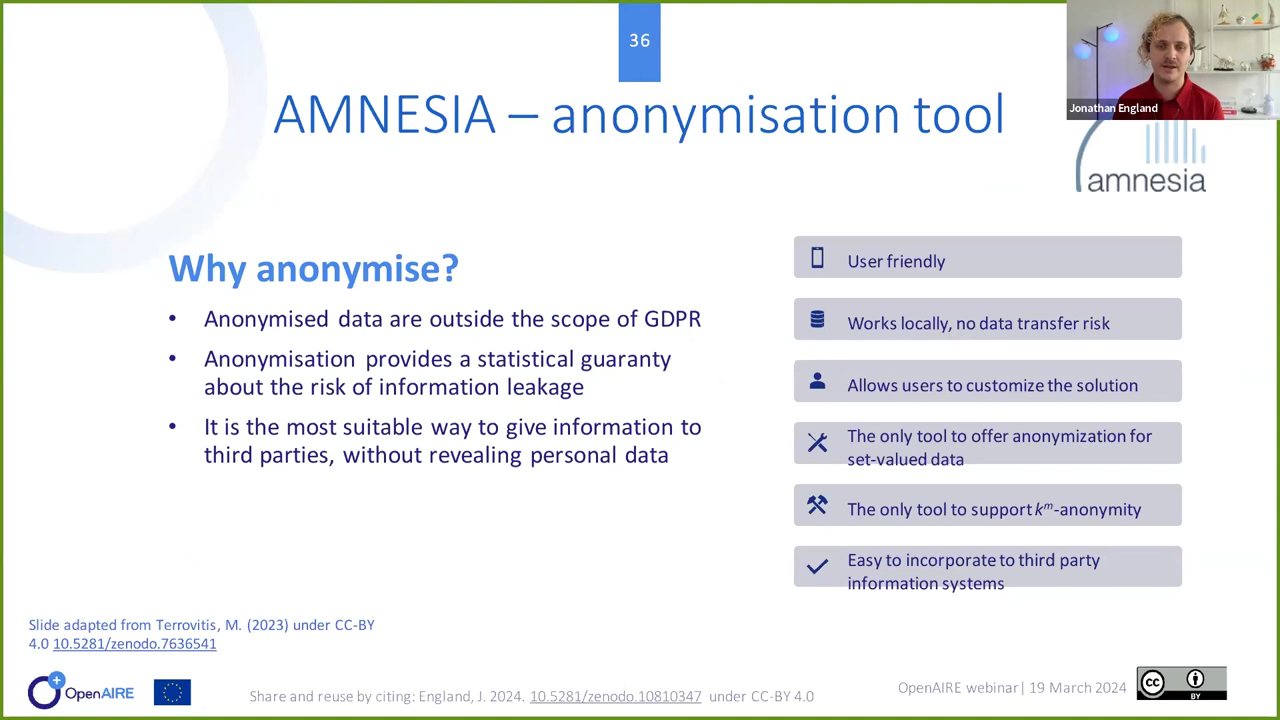 36
Jonathan England
AMNESIA – anonymisation tool
amnesia
Why anonymise?
• Anonymised data are outside the scope of GDPR
• Anonymisation provides a statistical guaranty
about the risk of information leakage
• It is the most suitable way to give information to
third parties, without revealing personal data
User friendly
Works locally, no data transfer risk
Allows users to customize the solution
The only tool to offer anonymization for
set-valued data
The only tool to support kᵐ-anonymity
Easy to incorporate to third party
information systems
Slide adapted from Terrovitis, M. (2023) under CC-BY
4.0 10.5281/zenodo.7636541
OpenAIRE
Share and reuse by citing: England, J. 2024. 10.5281/zenodo.10810347 under CC-BY 4.0
OpenAIRE webinar| 19 March 2024
cc
BY